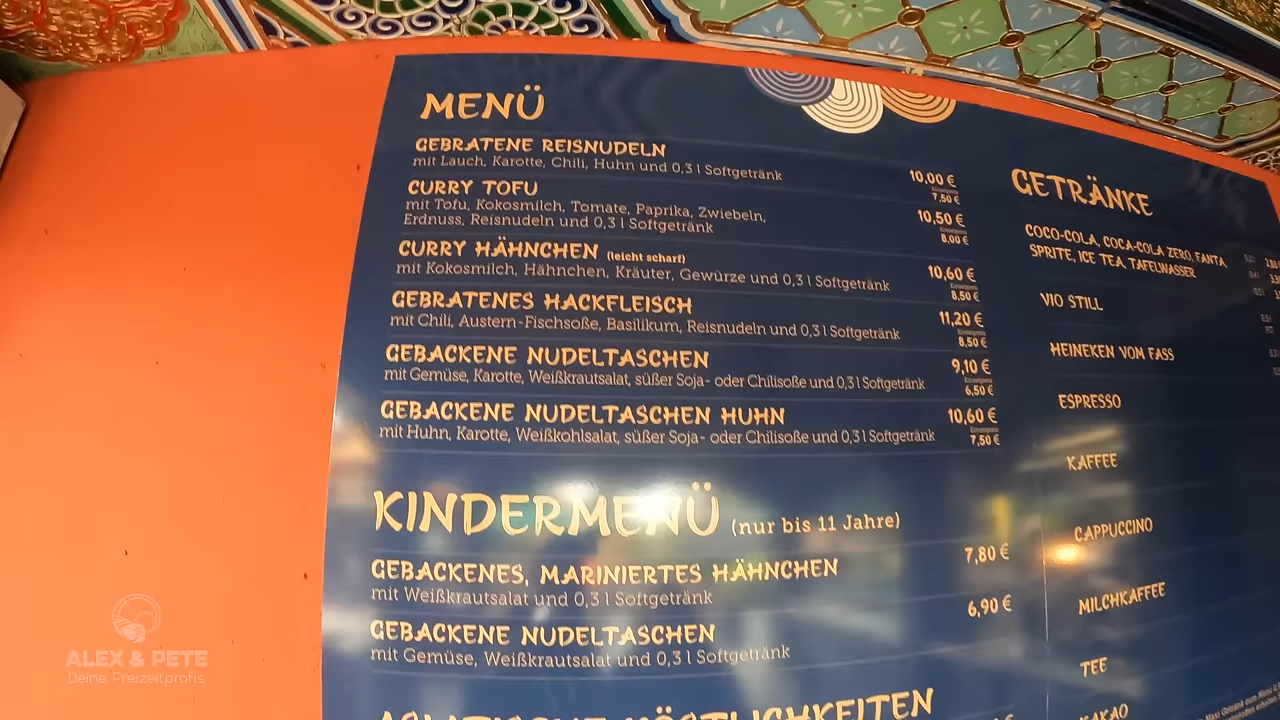 MENÜ
GEBRATENE REISNUDELN
mit Lauch, Karotte, Chili, Huhn und 0,3 l Softgetränk
10,00 €
7,50 €
CURRY TOFU
mit Tofu, Kokosmilch, Tomate, Paprika, Zwiebeln,
Erdnuss, Reisnudeln und 0,3 l Softgetränk
10,50 €
8,00 €
CURRY HÄHNCHEN (leicht scharf)
mit Kokosmilch, Hähnchen, Kräuter, Gewürze und 0,3 l Softgetränk
10,60 €
8,50 €
GEBRATENES HACKFLEISCH
mit Chili, Austern-Fischsoße, Basilikum, Reisnudeln und 0,3 l Softgetränk
11,20 €
8,50 €
GEBACKENE NUDELTASCHEN
mit Gemüse, Karotte, Weißkrautsalat, süßer Soja- oder Chilisoße und 0,3 l Softgetränk
9,10 €
6,50 €
GEBACKENE NUDELTASCHEN HUHN
mit Huhn, Karotte, Weißkohlsalat, süßer Soja- oder Chilisoße und 0,3 l Softgetränk
10,60 €
7,50 €
KINDERMENÜ (nur bis 11 Jahre)
GEBACKENES, MARINIERTES HÄHNCHEN
mit Weißkrautsalat und 0,3 l Softgetränk
7,80 €
GEBACKENE NUDELTASCHEN
mit Gemüse, Weißkrautsalat und 0,3 l Softgetränk
6,90 €
ASIATISCHE KÖSTLICHKEITEN
GETRÄNKE
COCO-COLA, COCA-COLA ZERO, FANTA
SPRITE, ICE TEA, TAFELWASSER
VIO STILL
HEINEKEN VOM FASS
ESPRESSO
KAFFEE
CAPPUCCINO
MILCHKAFFEE
TEE
KAKAO
ALEX & PETE
Deine Freizeitprofis